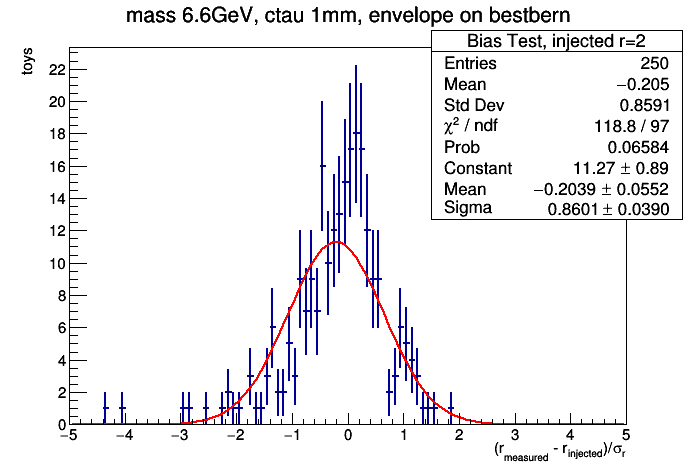 mass 6.6GeV, ctau 1mm, envelope on bestbern
Bias Test, injected r=2
Entries 250
Mean −0.205
Std Dev 0.8591
χ² / ndf 118.8 / 97
Prob 0.06584
Constant 11.27 ± 0.89
Mean −0.2039 ± 0.0552
Sigma 0.8601 ± 0.0390
toys
22
20
18
16
14
12
10
8
6
4
2
0
−5 −4 −3 −2 −1 0 1 2 3 4 5
(r_measured - r_injected)/σ_r